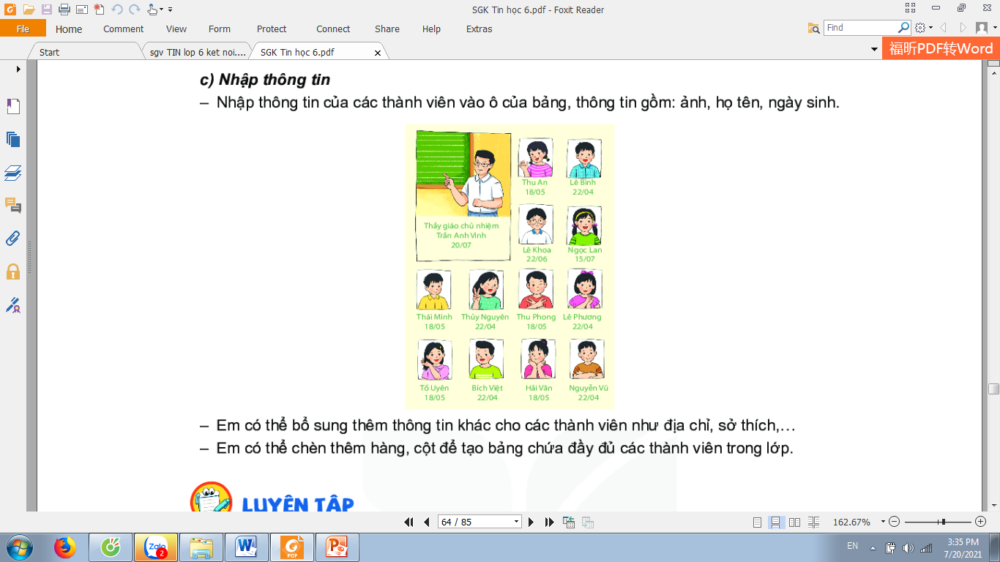 SGK Tin học 6.pdf - Foxit Reader
File Home Comment View Form Protect Connect Share Help Extras
Find
Start
sgv TIN lop 6 ket noi....
SGK Tin học 6.pdf
福昕PDF转Word
c) Nhập thông tin
– Nhập thông tin của các thành viên vào ô của bảng, thông tin gồm: ảnh, họ tên, ngày sinh.
Thu An
18/05
Lê Bình
22/04
Thầy giáo chủ nhiệm
Trần Anh Vinh
20/07
Lê Khoa
22/06
Ngọc Lan
15/07
Thái Minh
18/05
Thủy Nguyên
22/04
Thu Phong
18/05
Lê Phương
22/04
Tố Uyên
18/05
Bích Việt
22/04
Hải Vân
18/05
Nguyễn Vũ
22/04
– Em có thể bổ sung thêm thông tin khác cho các thành viên như địa chỉ, sở thích,...
– Em có thể chèn thêm hàng, cột để tạo bảng chứa đầy đủ các thành viên trong lớp.
LUYỆN TẬP
64 / 85
162.67%
Zalo
2
PDF
EN
3:35 PM
7/20/2021